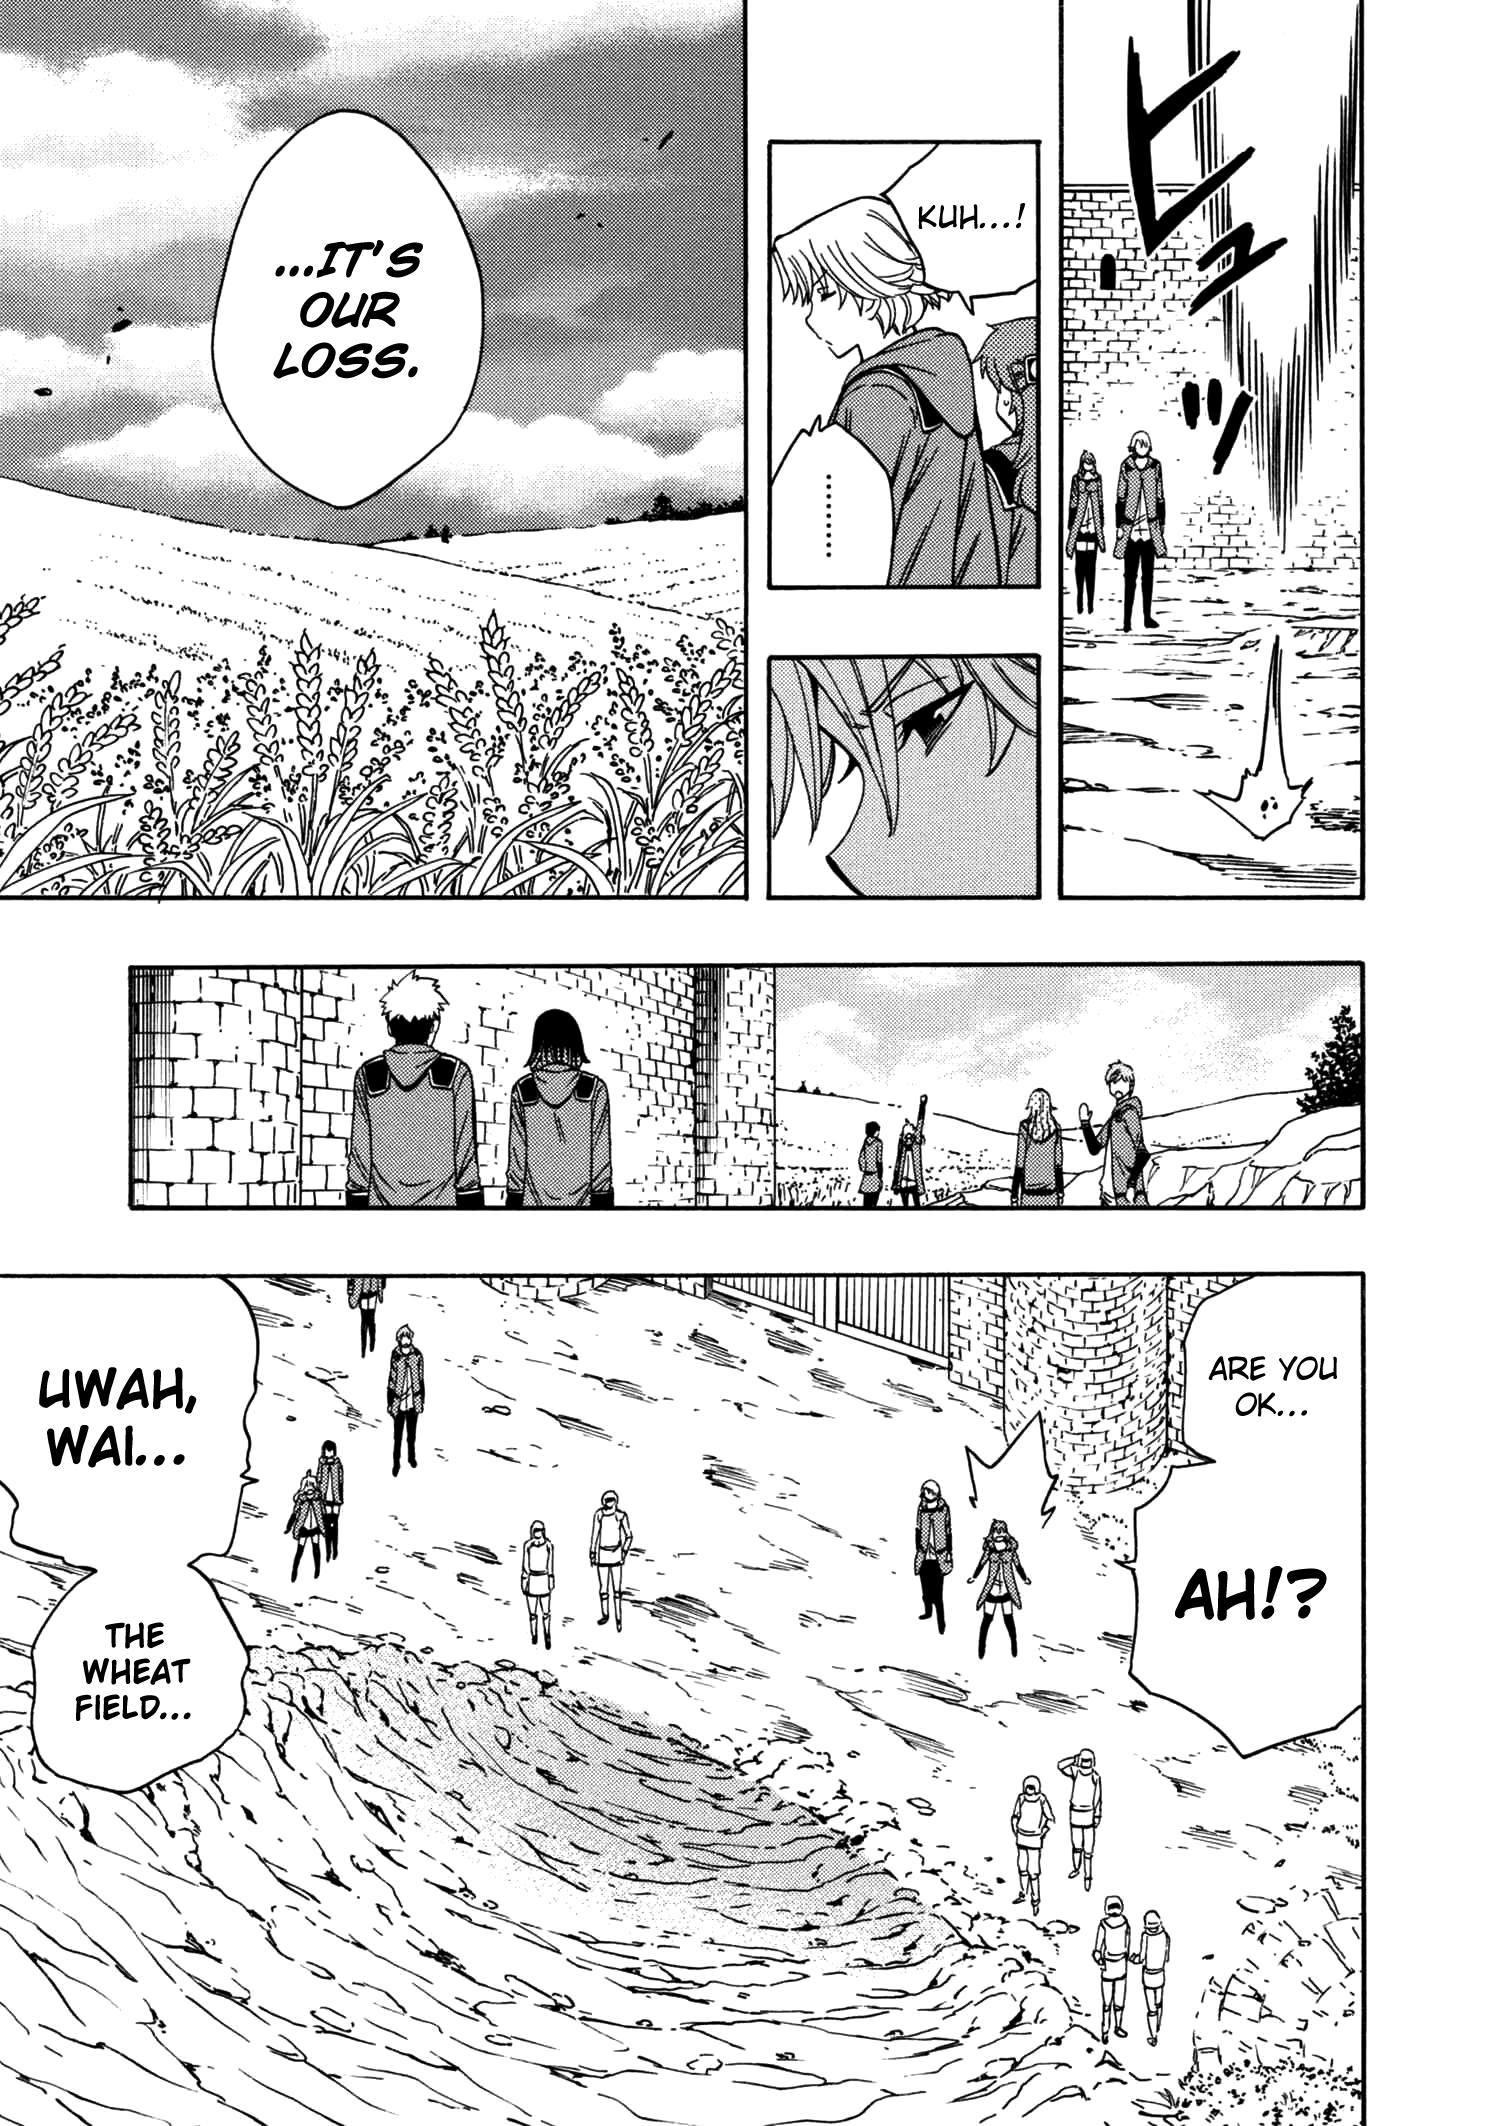 ビュッ
KUH...!
.........
...IT'S
OUR
LOSS.
ARE YOU
OK...
AH!?
UWAH,
WAI...
THE
WHEAT
FIELD...